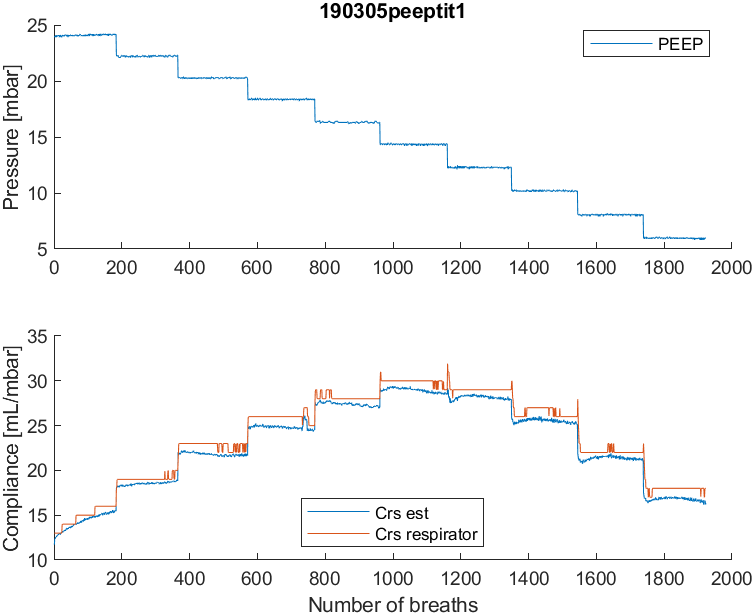 190305peeptit1
Pressure [mbar]
25
20
15
10
5
PEEP
0 200 400 600 800 1000 1200 1400 1600 1800 2000
Compliance [mL/mbar]
35
30
25
20
15
10
Crs est
Crs respirator
0 200 400 600 800 1000 1200 1400 1600 1800 2000
Number of breaths